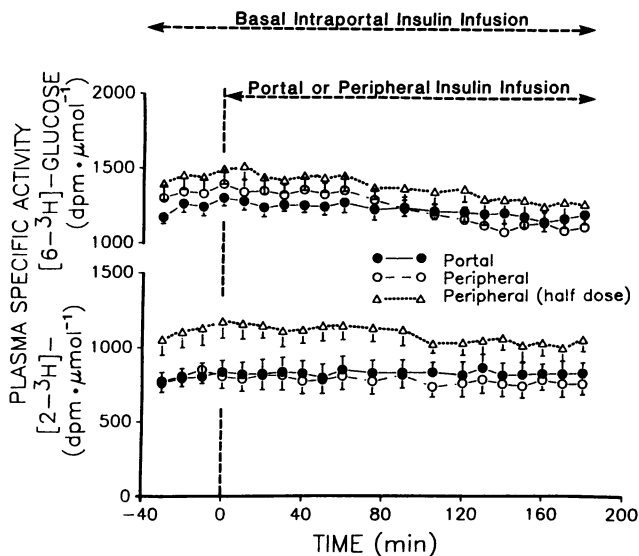 Basal Intraportal Insulin Infusion
Portal or Peripheral Insulin Infusion
PLASMA SPECIFIC ACTIVITY
[6-³H]-GLUCOSE
(dpm·μmol⁻¹)
2000
1500
1000
Portal
Peripheral
Peripheral (half dose)
[2-³H]-
(dpm·μmol⁻¹)
1500
1000
500
0
-40 0 40 80 120 160 200
TIME (min)